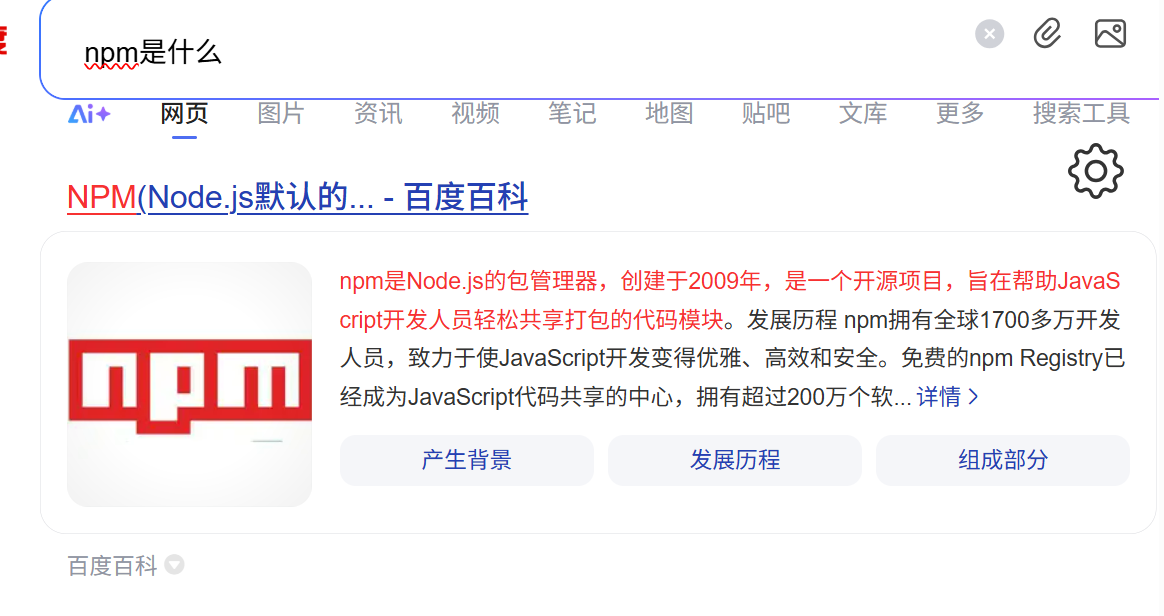 npm是什么
Ai 网页 图片 资讯 视频 笔记 地图 贴吧 文库 更多 搜索工具
NPM(Node.js默认的... - 百度百科
npm
npm是Node.js的包管理器，创建于2009年，是一个开源项目，旨在帮助JavaS
cript开发人员轻松共享打包的代码模块。发展历程 npm拥有全球1700多万开发
人员，致力于使JavaScript开发变得优雅、高效和安全。免费的npm Registry已
经成为JavaScript代码共享的中心，拥有超过200万个软... 详情
产生背景 发展历程 组成部分
百度百科